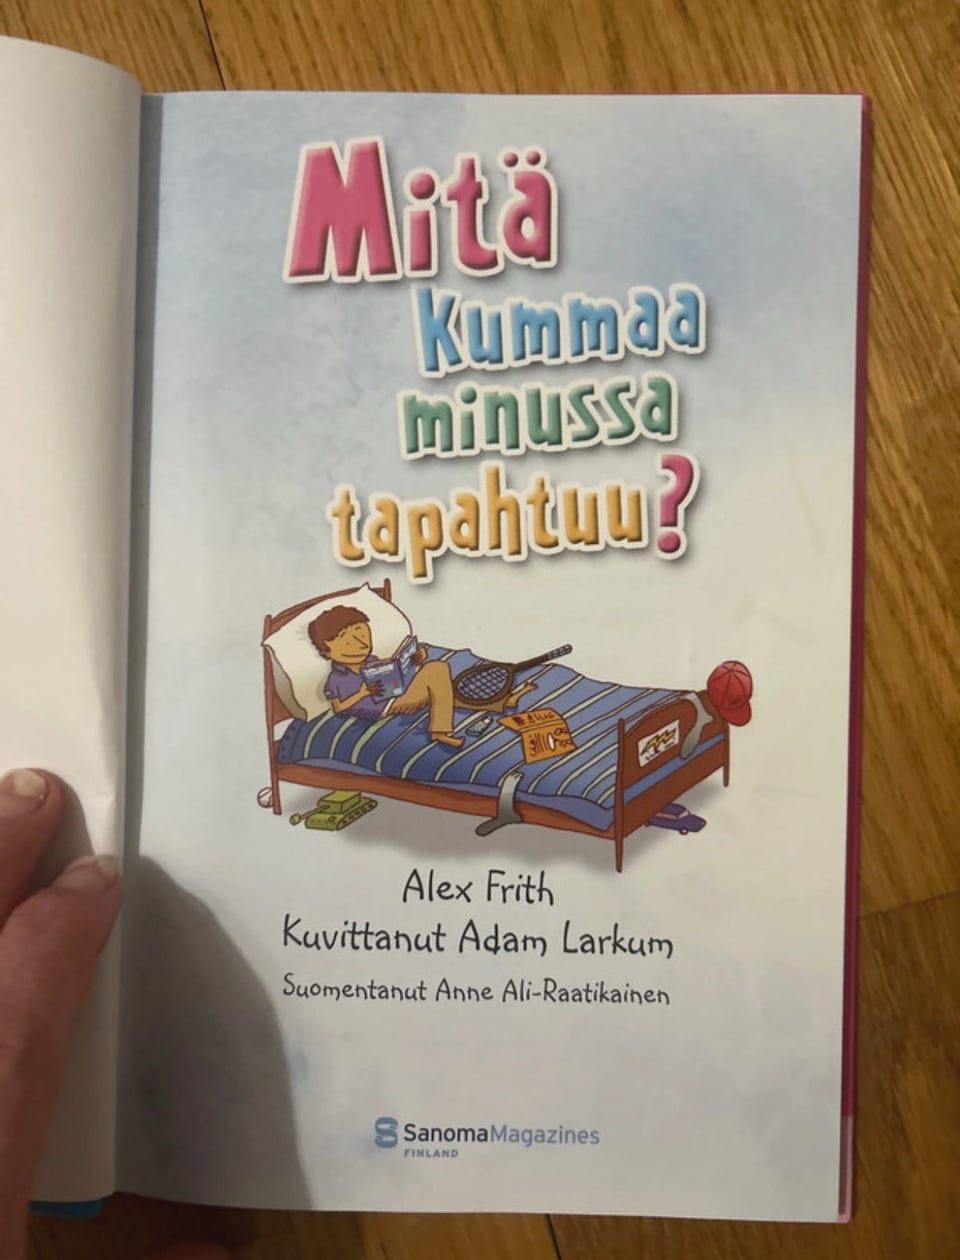 Mitä
kummaa
minussa
tapahtuu?
Alex Frith
Kuvittanut Adam Larkum
Suomentanut Anne Ali-Raatikainen
SanomaMagazines
FINLAND